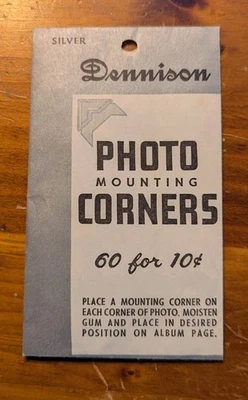 SILVER
Dennison
PHOTO
MOUNTING
CORNERS
60 for 10¢
PLACE A MOUNTING CORNER ON
EACH CORNER OF PHOTO. MOISTEN
GUM AND PLACE IN DESIRED
POSITION ON ALBUM PAGE.